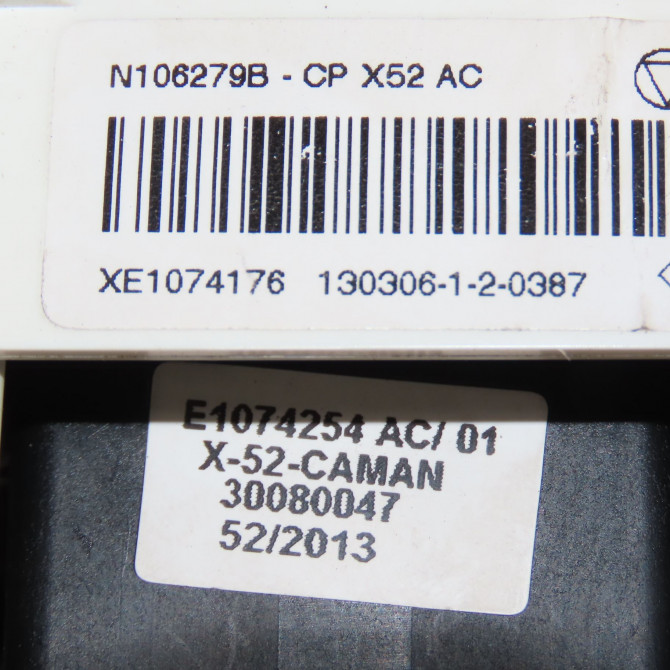 N106279B - CP X52 AC
XE1074176 130306-1-2-0387
E1074254 AC/ 01
X-52-CAMAN
30080047
52/2013